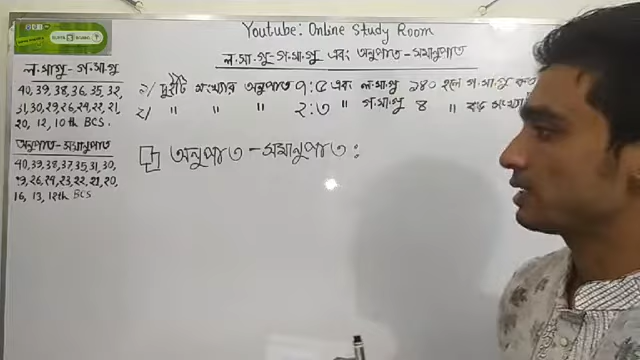 Youtube: Online Study Room
ল.সা.গু-গ.সা.গু এবং অনুপাত-সমানুপাত
ল.সাগু-গ.সা.গু
40, 39, 38, 36, 35, 32,
31, 30, 29, 26, 24, 22, 21,
20, 12, 10th BCS.
অনুপাত-সমানুপাত
40, 39, 38, 37, 35, 31, 30,
29, 26, 24, 23, 22, 21, 20,
16, 13, 12th BCS
১/ দুইটি সংখ্যার অনুপাত ৭:৫ এবং ল.সা.গু ১৪০ হলে গ.সা.গু কত
২/ " " " ২:৩ " গ.সা.গু ৪ " বড় সংখ্যা
অনুপাত-সমানুপাত: